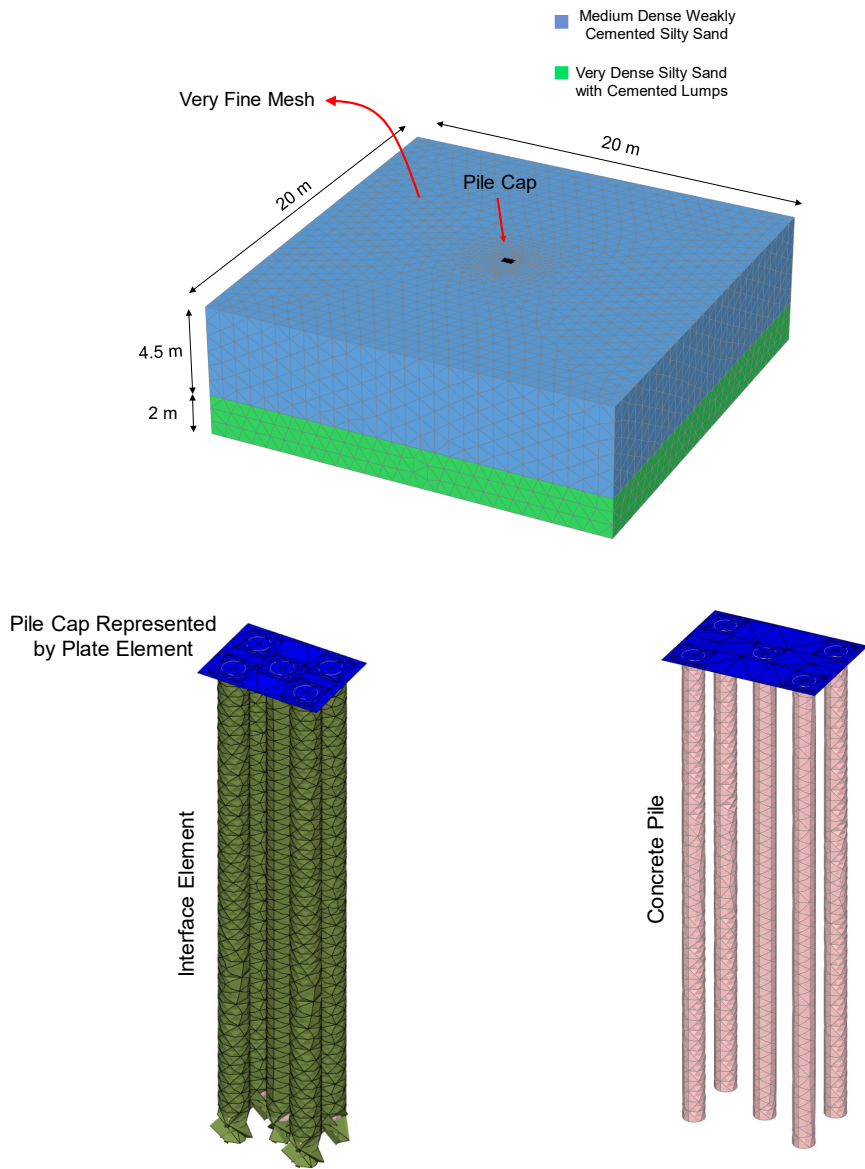 Medium Dense Weakly
Cemented Silty Sand
Very Dense Silty Sand
with Cemented Lumps
Very Fine Mesh
20 m
Pile Cap
20 m
4.5 m
2 m
Pile Cap Represented
by Plate Element
Interface Element
Concrete Pile